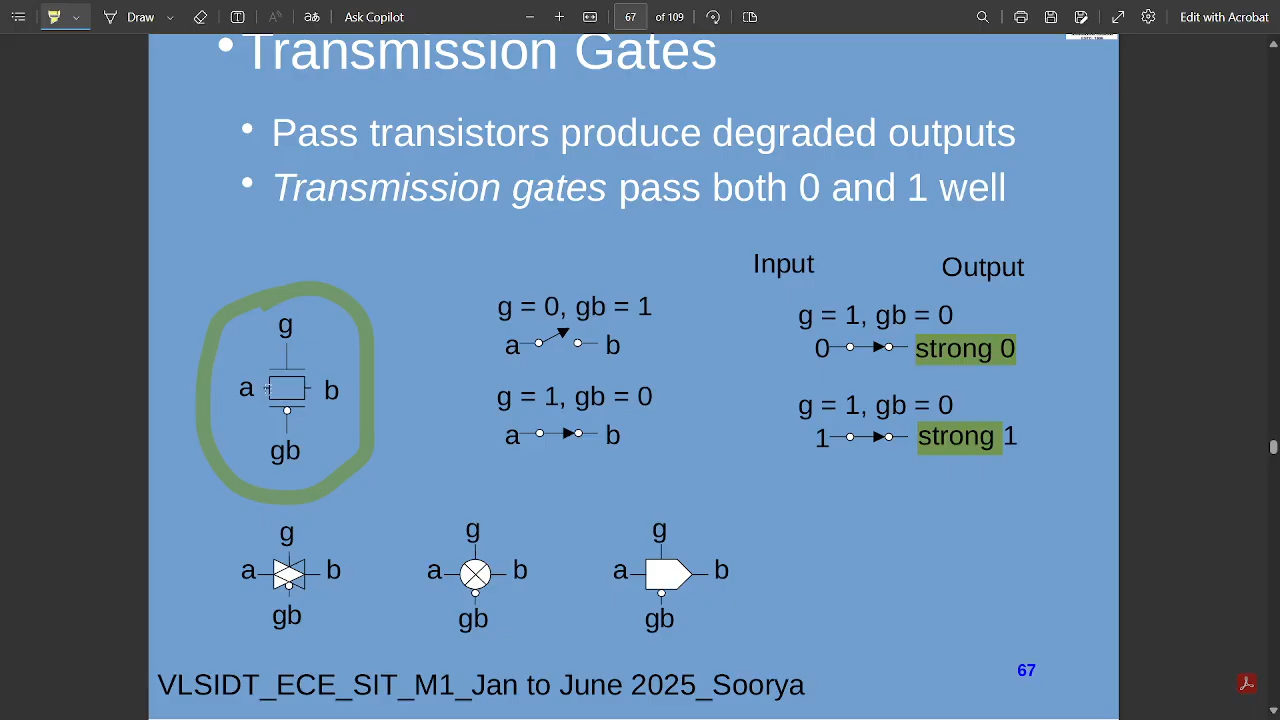 Draw
Ask Copilot
67 of 109
Edit with Acrobat
•Transmission Gates
• Pass transistors produce degraded outputs
• Transmission gates pass both 0 and 1 well
Input Output
g
a b
gb
g = 0, gb = 1
a b
g = 1, gb = 0
a b
g = 1, gb = 0
0 strong 0
g = 1, gb = 0
1 strong 1
g g g
a b a b a b
gb gb gb
67
VLSIDT_ECE_SIT_M1_Jan to June 2025_Soorya